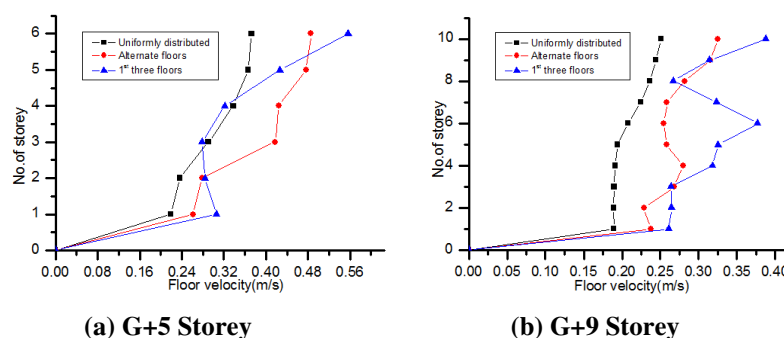 6
5
4
3
2
1
0
No.of storey
Uniformly distributed
Alternate floors
1st three floors
0.00 0.08 0.16 0.24 0.32 0.40 0.48 0.56
Floor velocity(m/s)
(a) G+5 Storey
10
8
6
4
2
0
No.of storey
Uniformly distributed
Alternate floors
1st three floors
0.00 0.05 0.10 0.15 0.20 0.25 0.30 0.35 0.40
Floor velocity(m/s)
(b) G+9 Storey